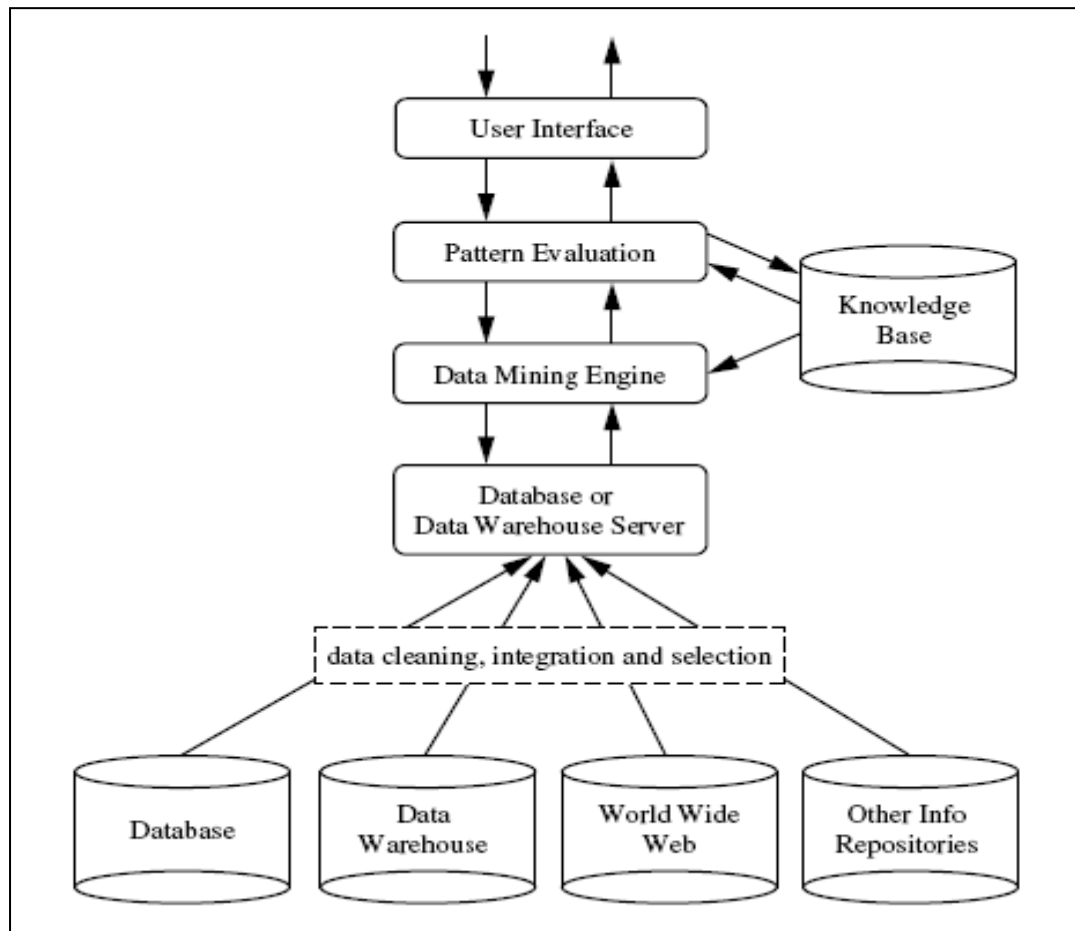 User Interface
Pattern Evaluation
Knowledge
Base
Data Mining Engine
Database or
Data Warehouse Server
data cleaning, integration and selection
Database
Data
Warehouse
World Wide
Web
Other Info
Repositories